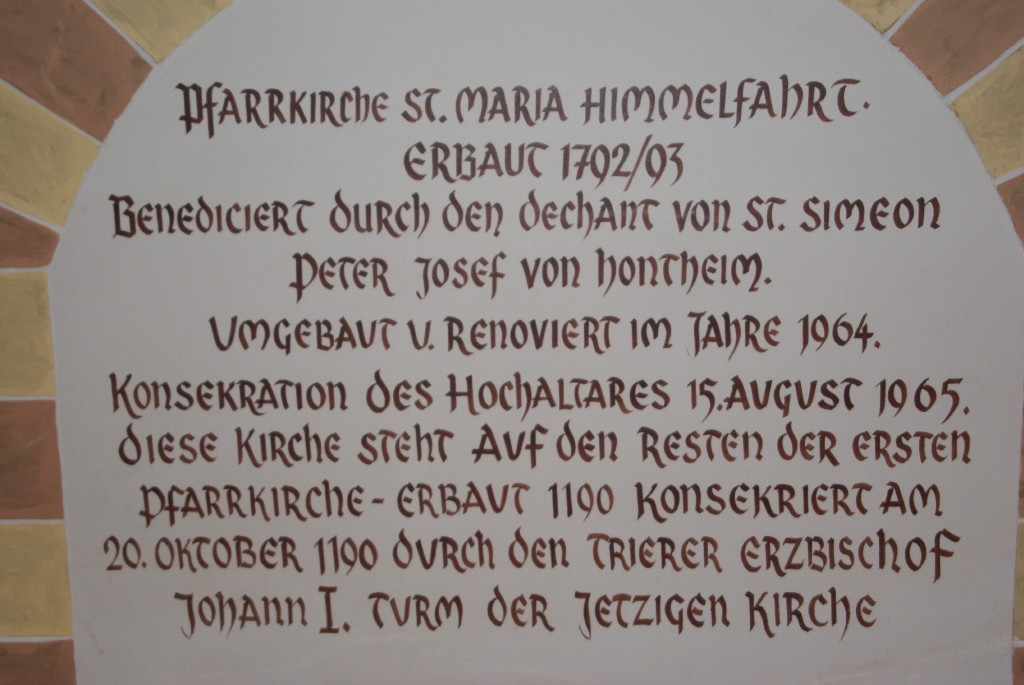 Pfarrkirche St. Maria Himmelfahrt.
Erbaut 1792/93
Benediciert durch den Dechant von St. Simeon
Peter Josef von Hontheim.
Umgebaut u. Renoviert im Jahre 1964.
Konsekration des Hochaltares 15. August 1965.
Diese Kirche steht auf den Resten der ersten
Pfarrkirche - erbaut 1190 konsekriert am
20. Oktober 1190 durch den Trierer Erzbischof
Johann I. Turm der jetzigen Kirche